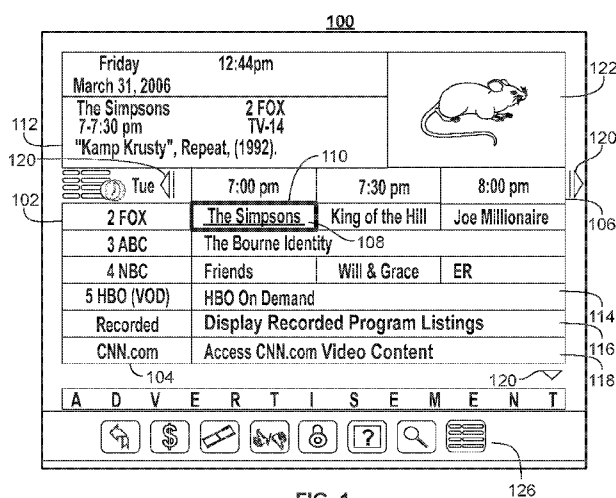 100
Friday 12:44pm
March 31, 2006
The Simpsons 2 FOX
7-7:30 pm TV-14
"Kamp Krusty", Repeat, (1992).
122
112
120
110
120
Tue 7:00 pm 7:30 pm 8:00 pm
102
106
2 FOX The Simpsons King of the Hill Joe Millionaire
108
3 ABC The Bourne Identity
4 NBC Friends Will & Grace ER
5 HBO (VOD) HBO On Demand
114
Recorded Display Recorded Program Listings
116
CNN.com Access CNN.com Video Content
118
104
120
A D V E R T I S E M E N T
$ ?
126
FIG. 1